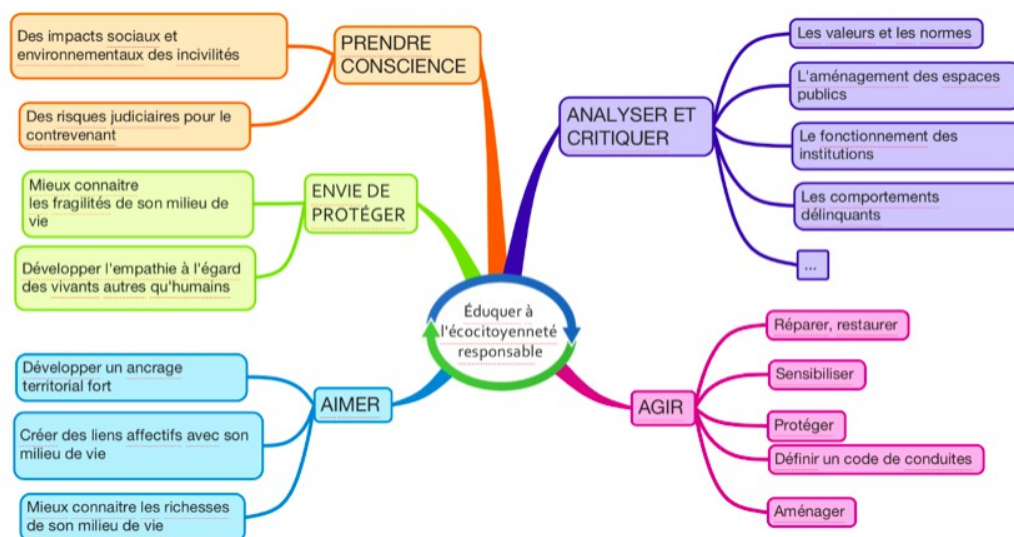 Des impacts sociaux et
environnementaux des incivilités
PRENDRE
CONSCIENCE
Des risques judiciaires pour le
contrevenant
Mieux connaitre
les fragilités de son milieu de
vie
ENVIE DE
PROTÉGER
Développer l'empathie à l'égard
des vivants autres qu'humains
Développer un ancrage
territorial fort
AIMER
Créer des liens affectifs avec son
milieu de vie
Mieux connaitre les richesses
de son milieu de vie
Éduquer à
l'écocitoyenneté
responsable
ANALYSER ET
CRITIQUER
Les valeurs et les normes
L'aménagement des espaces
publics
Le fonctionnement des
institutions
Les comportements
délinquants
...
AGIR
Réparer, restaurer
Sensibiliser
Protéger
Définir un code de conduites
Aménager